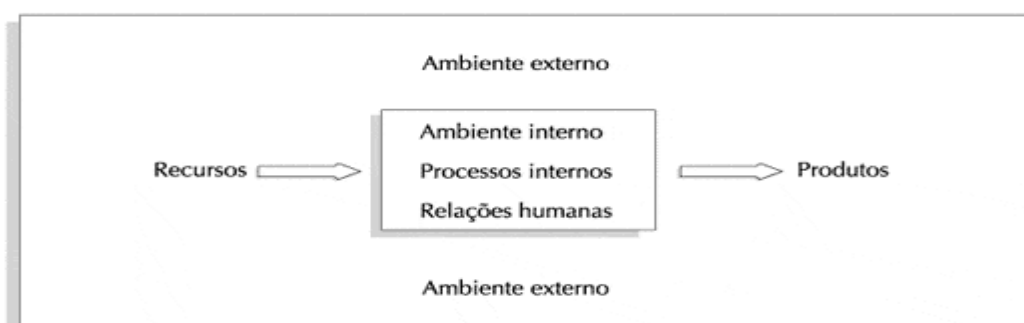 Ambiente externo
Ambiente interno
Recursos
Processos internos
Produtos
Relações humanas
Ambiente externo